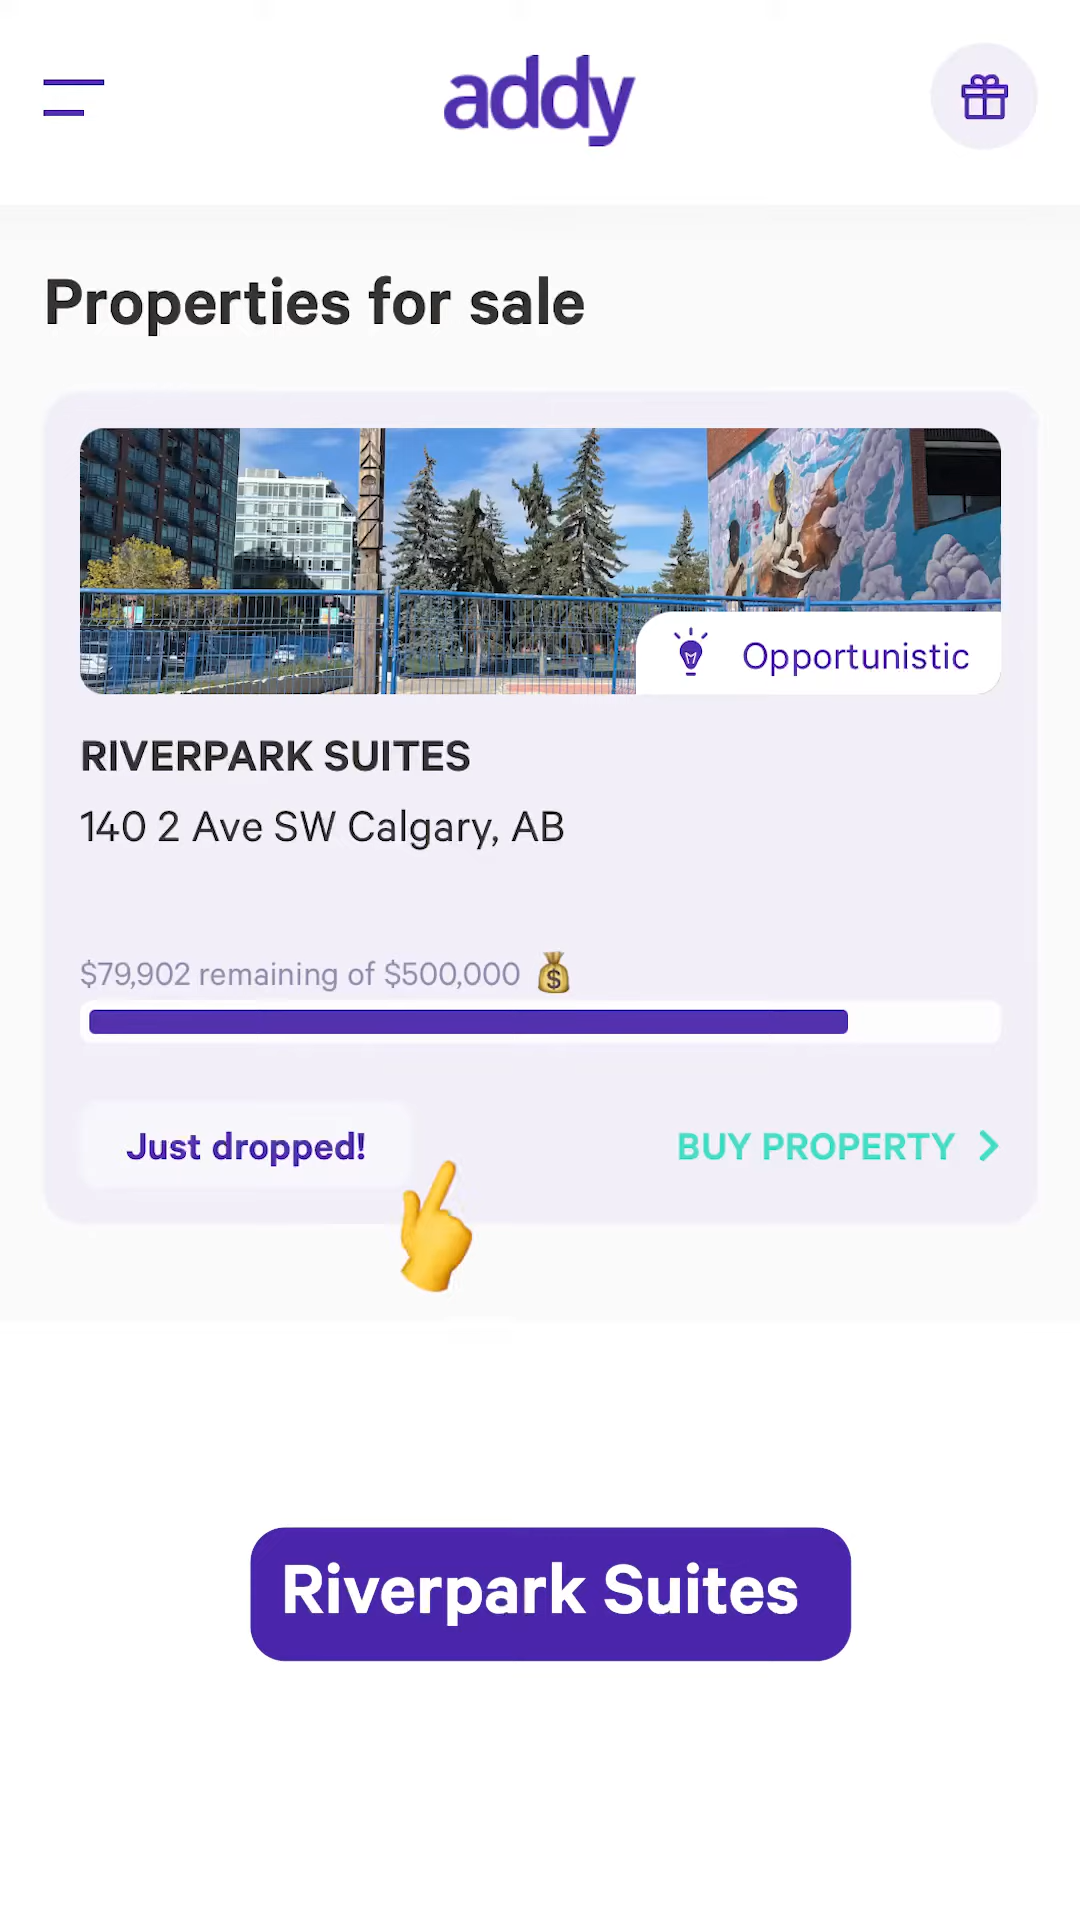 addy
Properties for sale
Opportunistic
RIVERPARK SUITES
140 2 Ave SW Calgary, AB
$79,902 remaining of $500,000
Just dropped!
BUY PROPERTY
Riverpark Suites